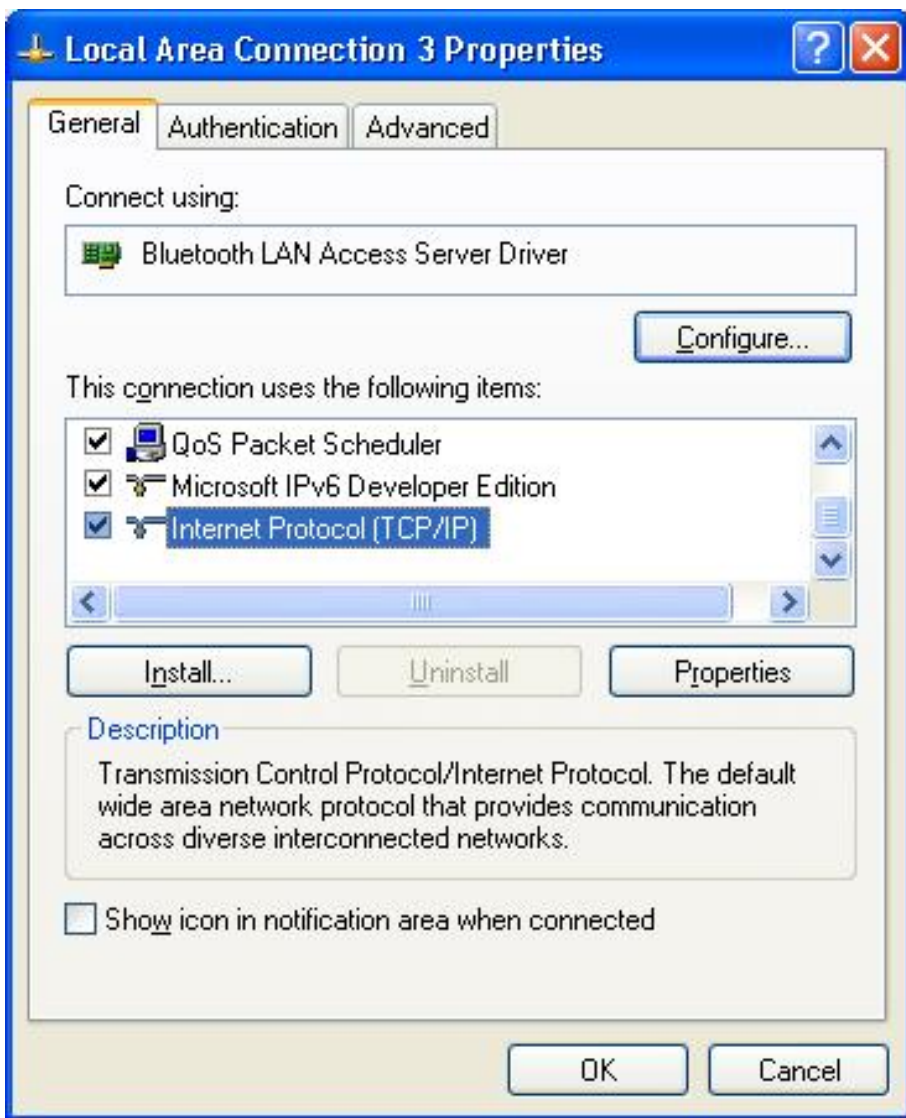 Local Area Connection 3 Properties
General
Authentication
Advanced
Connect using:
Bluetooth LAN Access Server Driver
Configure...
This connection uses the following items:
QoS Packet Scheduler
Microsoft IPv6 Developer Edition
Internet Protocol (TCP/IP)
Install...
Uninstall
Properties
Description
Transmission Control Protocol/Internet Protocol. The default
wide area network protocol that provides communication
across diverse interconnected networks.
Show icon in notification area when connected
OK
Cancel